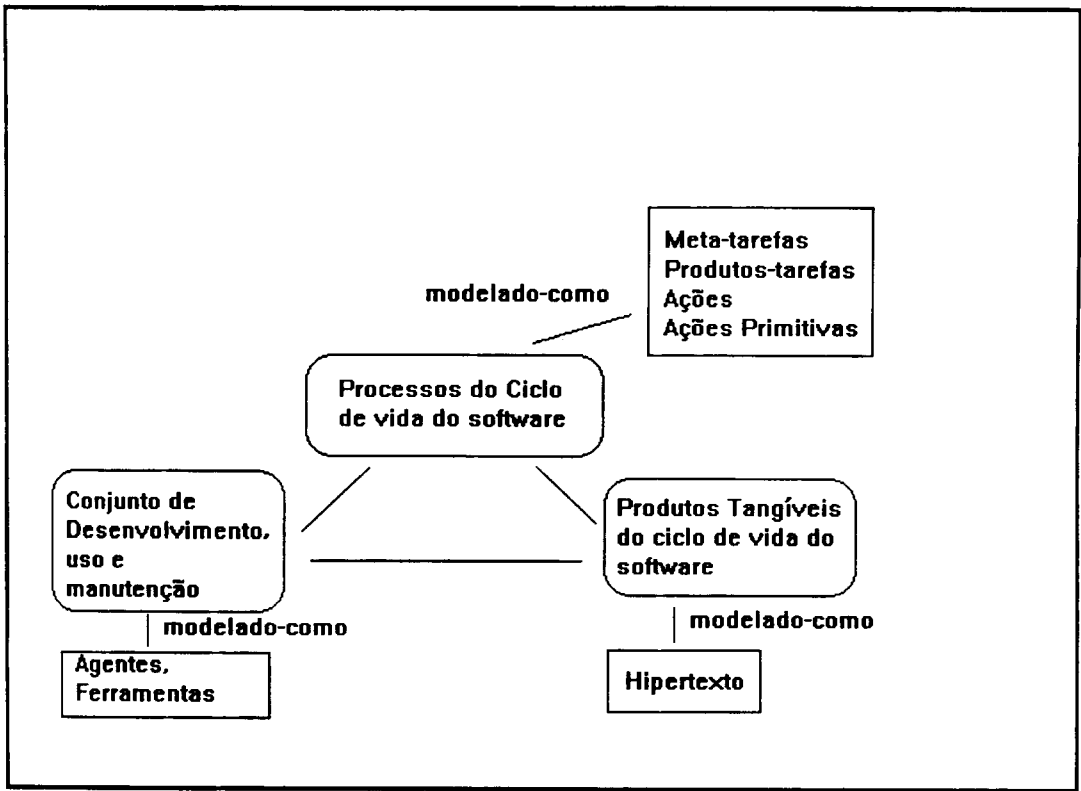 Meta-tarefas
Produtos-tarefas
Ações
Ações Primitivas
modelado-como
Processos do Ciclo
de vida do software
Conjunto de
Desenvolvimento,
uso e
manutenção
Produtos Tangíveis
do ciclo de vida do
software
modelado-como
modelado-como
Agentes,
Ferramentas
Hipertexto